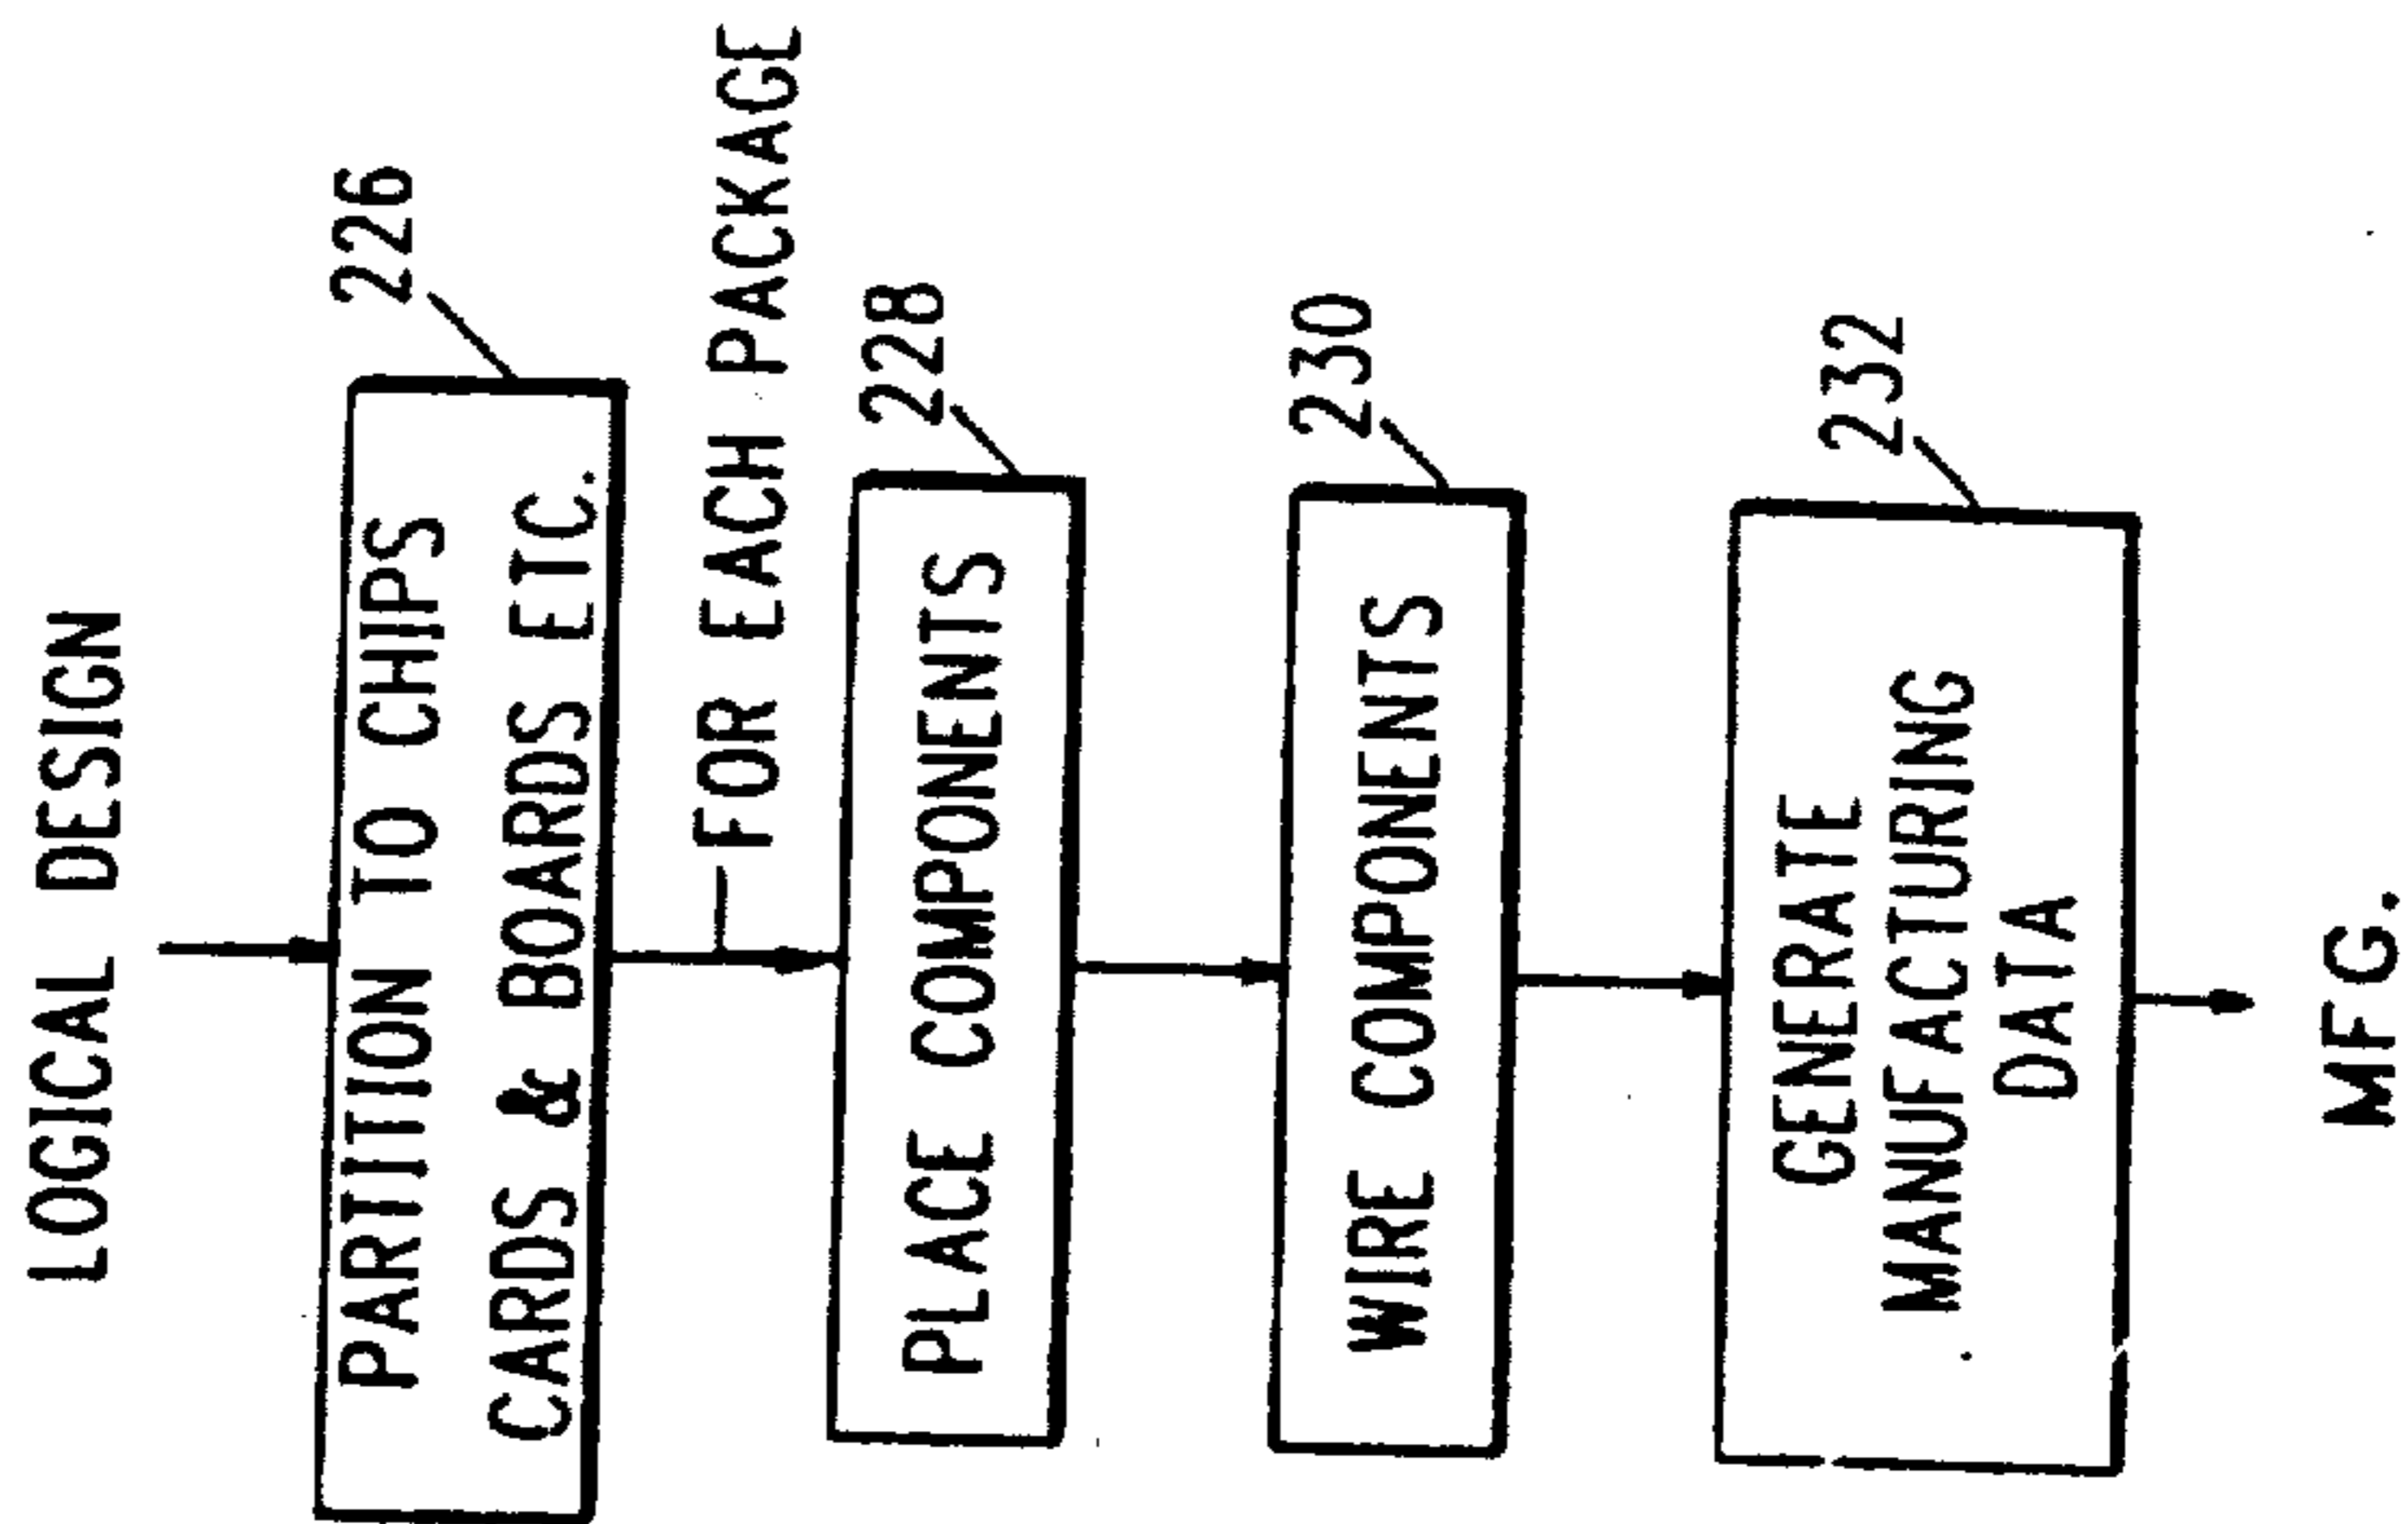 LOGICAL DESIGN
226
PARTITION TO CHIPS
CARDS & BOARDS ETC.
FOR EACH PACKAGE
228
PLACE COMPONENTS
230
WIRE COMPONENTS
232
GENERATE
MANUFACTURING
DATA
MFG.